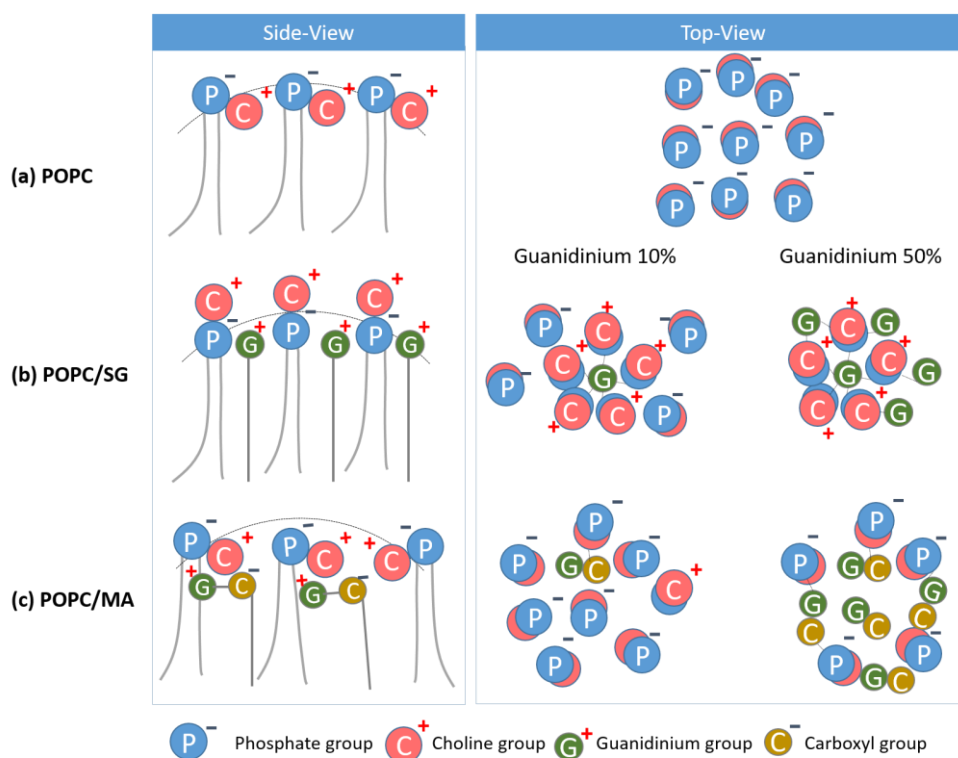 Side-View
Top-View
(a) POPC
P − C + P − C + P − C +
P − P − P −
P − P − P −
P − P − P −
Guanidinium 10%
Guanidinium 50%
(b) POPC/SG
C + C + C +
P − G + P − G + P − G +
P − C + P −
C + G C +
P −
C + C + P −
G C + G
C G C + G
C + C + G
(c) POPC/MA
P − C + P − C + + C − P
G + C − G + C −
P −
P − G C P −
P − P − C +
P − P −
P −
P − G C P −
G G C G
C C
P − G C P −
P − Phosphate group
C + Choline group
G + Guanidinium group
C − Carboxyl group